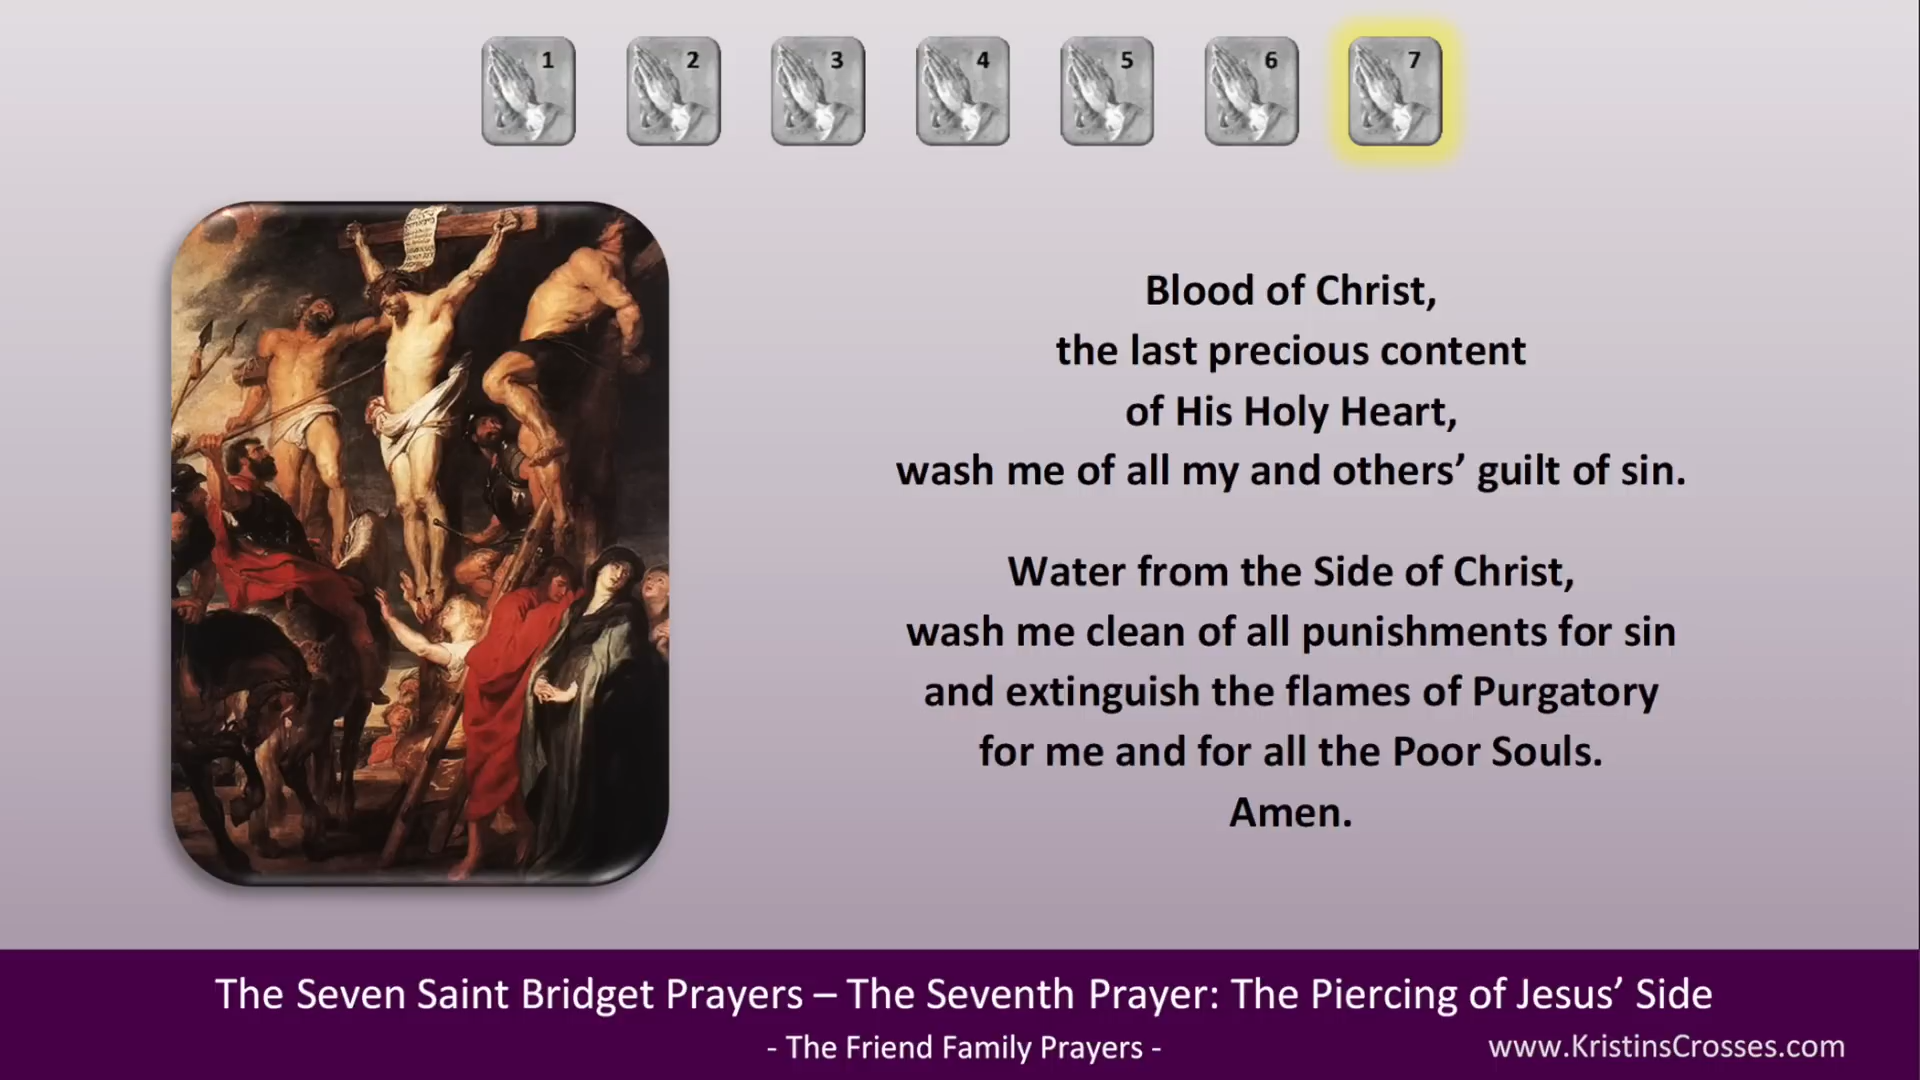 1 2 3 4 5 6 7
Blood of Christ,
the last precious content
of His Holy Heart,
wash me of all my and others’ guilt of sin.
Water from the Side of Christ,
wash me clean of all punishments for sin
and extinguish the flames of Purgatory
for me and for all the Poor Souls.
Amen.
The Seven Saint Bridget Prayers – The Seventh Prayer: The Piercing of Jesus’ Side
- The Friend Family Prayers -
www.KristinsCrosses.com